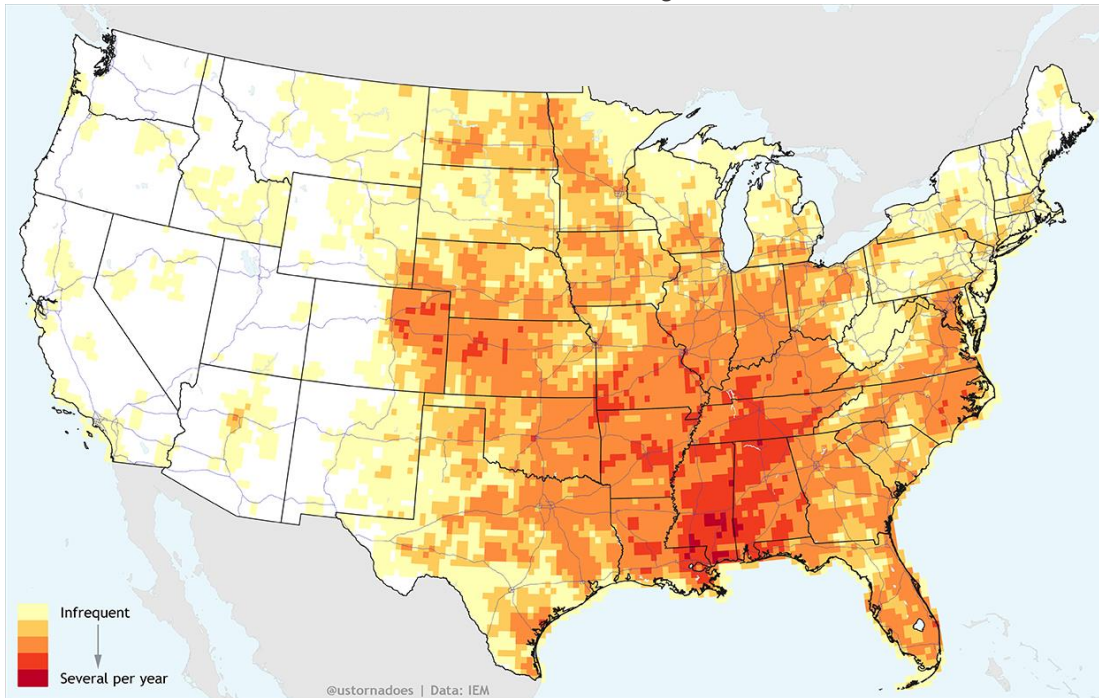 Infrequent
Several per year
@ustornadoes | Data: IEM